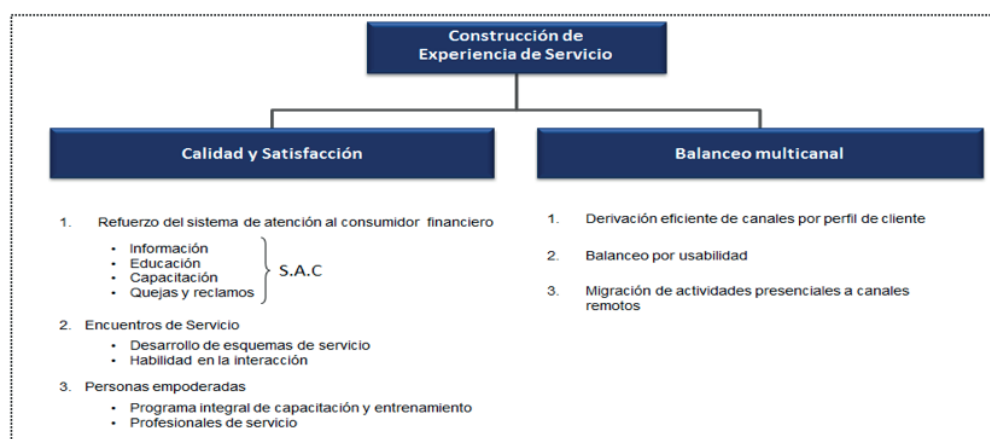 Construcción de
Experiencia de Servicio
Calidad y Satisfacción
1. Refuerzo del sistema de atención al consumidor financiero
• Información
• Educación
• Capacitación
• Quejas y reclamos
S.A.C
2. Encuentros de Servicio
• Desarrollo de esquemas de servicio
• Habilidad en la interacción
3. Personas empoderadas
• Programa integral de capacitación y entrenamiento
• Profesionales de servicio
Balanceo multicanal
1. Derivación eficiente de canales por perfil de cliente
2. Balanceo por usabilidad
3. Migración de actividades presenciales a canales
remotos